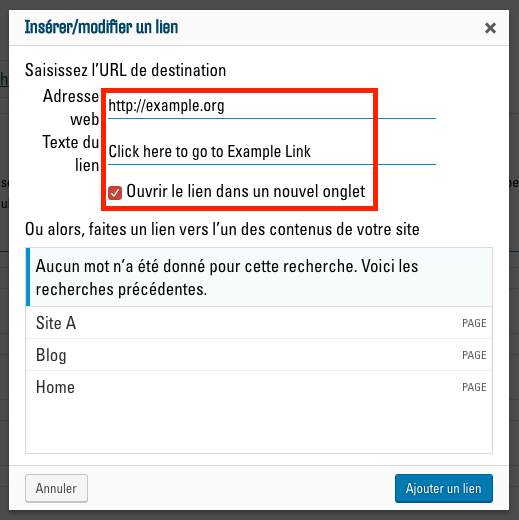 Insérer/modifier un lien
Saisissez l’URL de destination
Adresse web
http://example.org
Texte du lien
Click here to go to Example Link
Ouvrir le lien dans un nouvel onglet
Ou alors, faites un lien vers l’un des contenus de votre site
Aucun mot n’a été donné pour cette recherche. Voici les
recherches précédentes.
Site A PAGE
Blog PAGE
Home PAGE
Annuler
Ajouter un lien